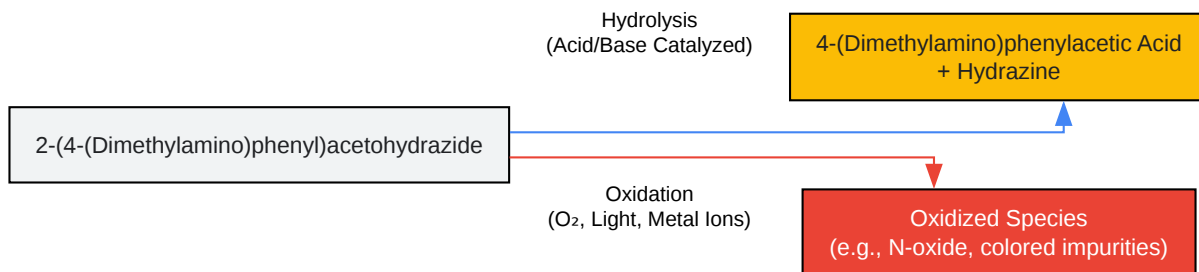 Hydrolysis
(Acid/Base Catalyzed)
4-(Dimethylamino)phenylacetic Acid
+ Hydrazine
2-(4-(Dimethylamino)phenyl)acetohydrazide
Oxidation
(O₂, Light, Metal Ions)
Oxidized Species
(e.g., N-oxide, colored impurities)